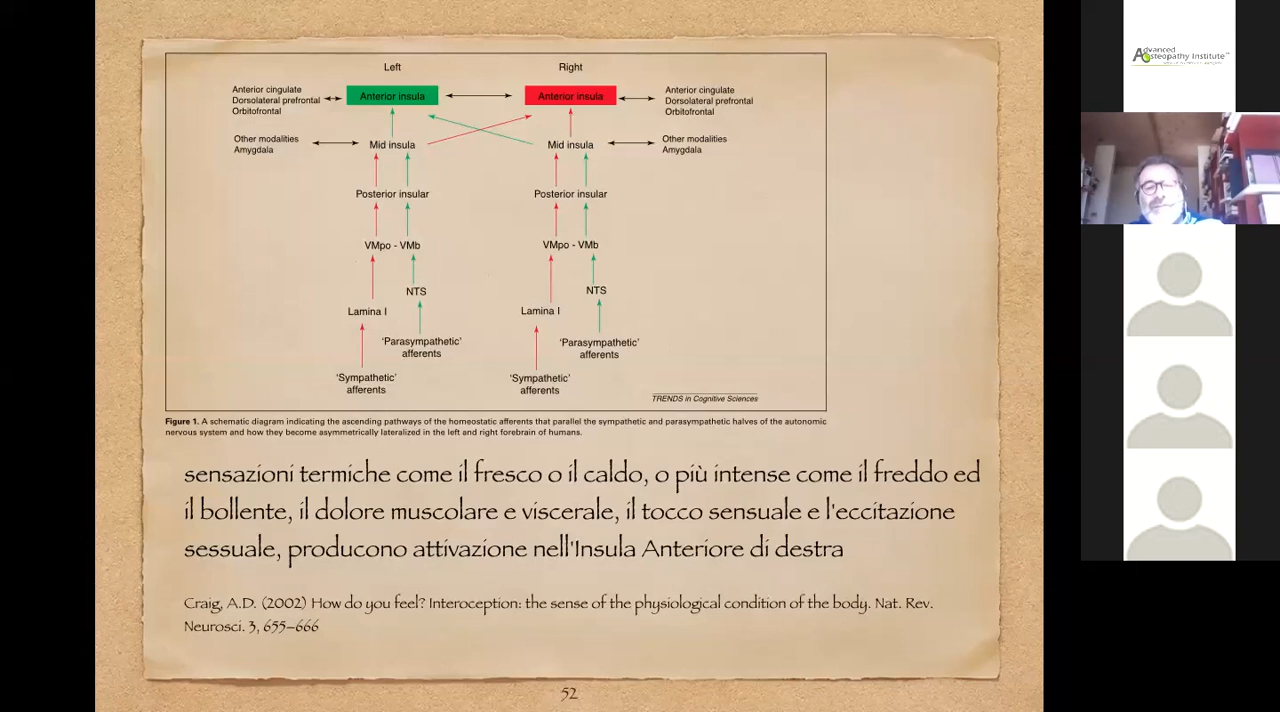 Left
Right
Anterior cingulate
Dorsolateral prefrontal
Orbitofrontal
Anterior insula
Anterior insula
Anterior cingulate
Dorsolateral prefrontal
Orbitofrontal
Other modalities
Amygdala
Mid insula
Mid insula
Other modalities
Amygdala
Posterior insular
Posterior insular
VMpo - VMb
VMpo - VMb
NTS
NTS
Lamina I
Lamina I
'Parasympathetic'
afferents
'Parasympathetic'
afferents
'Sympathetic'
afferents
'Sympathetic'
afferents
TRENDS in Cognitive Sciences
Figure 1. A schematic diagram indicating the ascending pathways of the homeostatic afferents that parallel the sympathetic and parasympathetic halves of the autonomic
nervous system and how they become asymmetrically lateralized in the left and right forebrain of humans.
sensazioni termiche come il fresco o il caldo, o più intense come il freddo ed
il bollente, il dolore muscolare e viscerale, il tocco sensuale e l'eccitazione
sessuale, producono attivazione nell'Insula Anteriore di destra
Craig, A.D. (2002) How do you feel? Interoception: the sense of the physiological condition of the body. Nat. Rev.
Neurosci. 3, 655–666
52
Advanced
Osteopathy Institute™